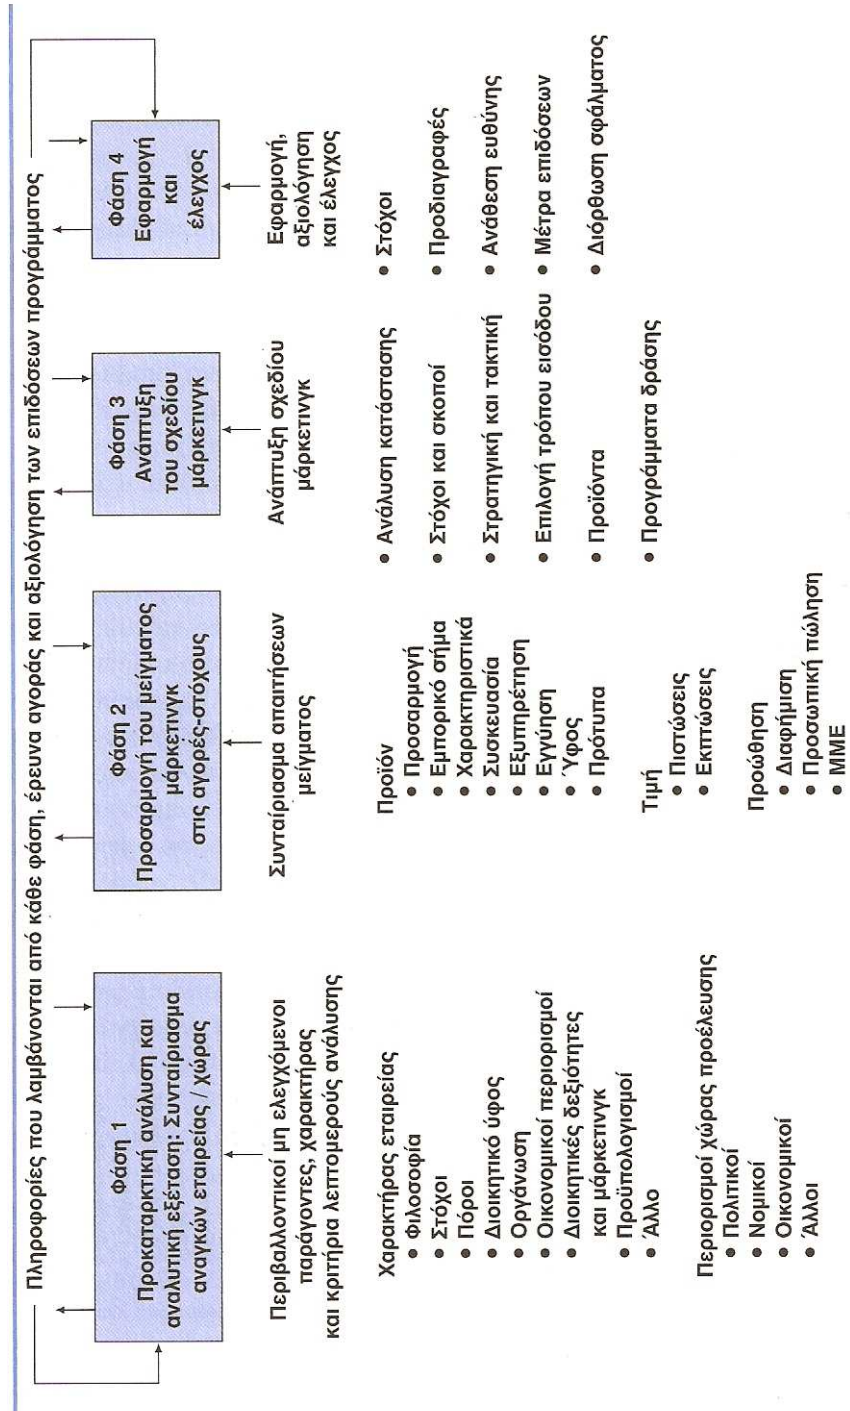 Πληροφορίες που λαμβάνονται από κάθε φάση, έρευνα αγοράς και αξιολόγηση των επιδόσεων προγράμματος
Φάση 1
Προκαταρκτική ανάλυση και
αναλυτική εξέταση: Συνταίριασμα
αναγκών εταιρείας / χώρας
Περιβαλλοντικοί μη ελεγχόμενοι
παράγοντες, χαρακτήρας
και κριτήρια λεπτομερούς ανάλυσης
Χαρακτήρας εταιρείας
• Φιλοσοφία
• Στόχοι
• Πόροι
• Διοικητικό ύφος
• Οργάνωση
• Οικονομικοί περιορισμοί
• Διοικητικές δεξιότητες
και μάρκετινγκ
• Προϋπολογισμοί
• Άλλο
Περιορισμοί χώρας προέλευσης
• Πολιτικοί
• Νομικοί
• Οικονομικοί
• Άλλοι
Φάση 2
Προσαρμογή του μείγματος
μάρκετινγκ
στις αγορές-στόχους
Συνταίριασμα απαιτήσεων
μείγματος
Προϊόν
• Προσαρμογή
• Εμπορικό σήμα
• Χαρακτηριστικά
• Συσκευασία
• Εξυπηρέτηση
• Εγγύηση
• Ύφος
• Πρότυπα
Τιμή
• Πιστώσεις
• Εκπτώσεις
Προώθηση
• Διαφήμιση
• Προσωπική πώληση
• ΜΜΕ
Φάση 3
Ανάπτυξη
του σχεδίου
μάρκετινγκ
Ανάπτυξη σχεδίου
μάρκετινγκ
• Ανάλυση κατάστασης
• Στόχοι και σκοποί
• Στρατηγική και τακτική
• Επιλογή τρόπου εισόδου
• Προϊόντα
• Προγράμματα δράσης
Φάση 4
Εφαρμογή
και
έλεγχος
Εφαρμογή,
αξιολόγηση
και έλεγχος
• Στόχοι
• Προδιαγραφές
• Ανάθεση ευθύνης
• Μέτρα επιδόσεων
• Διόρθωση σφάλματος